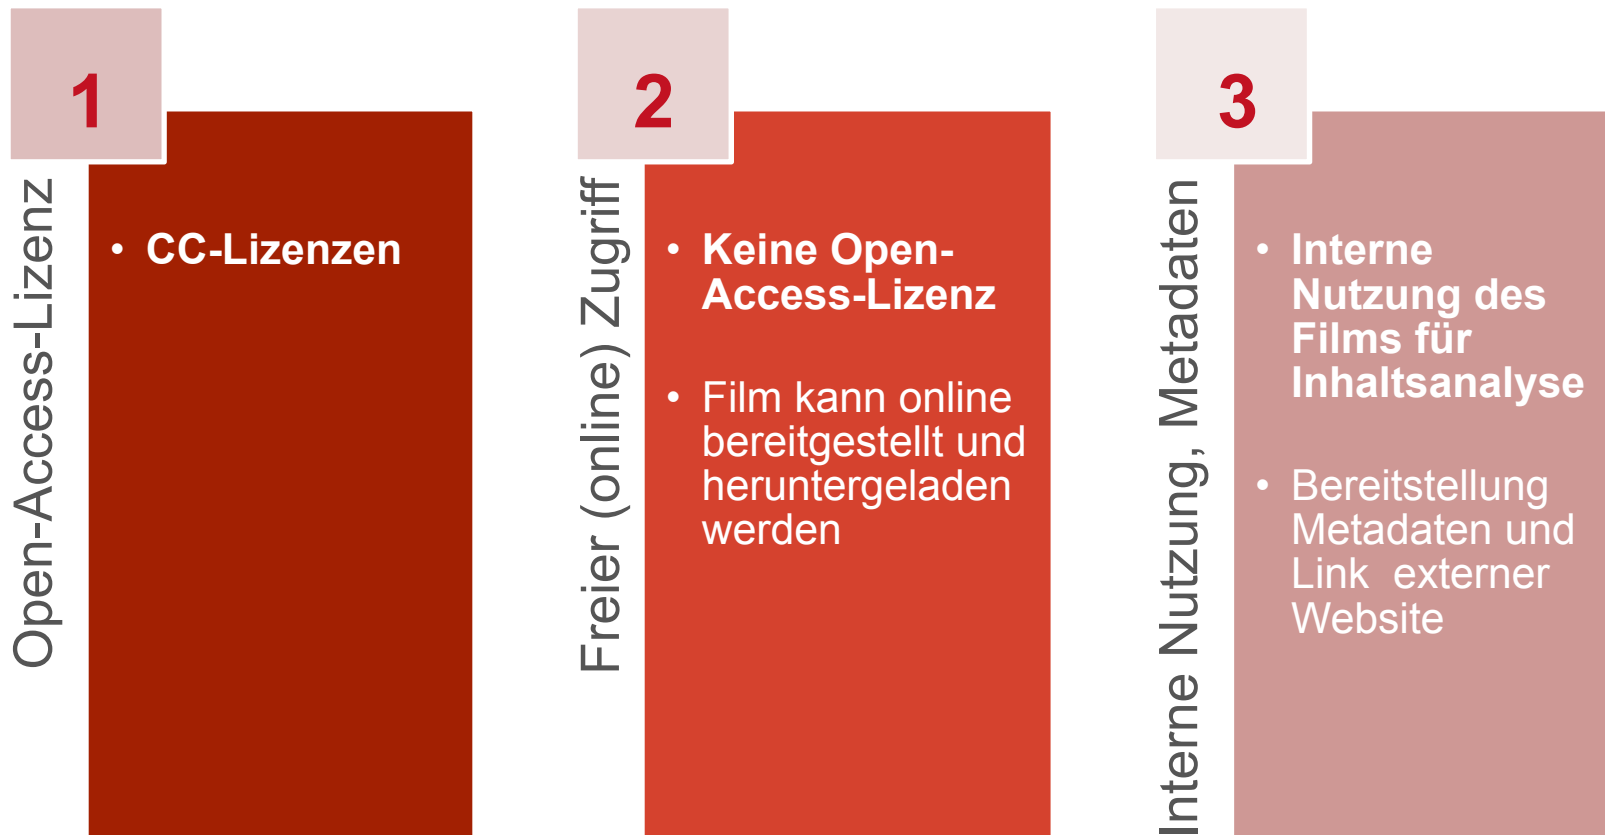 1
Open-Access-Lizenz
• CC-Lizenzen
2
Freier (online) Zugriff
• Keine Open-
Access-Lizenz
• Film kann online
bereitgestellt und
heruntergeladen
werden
3
Interne Nutzung, Metadaten
• Interne
Nutzung des
Films für
Inhaltsanalyse
• Bereitstellung
Metadaten und
Link  externer
Website